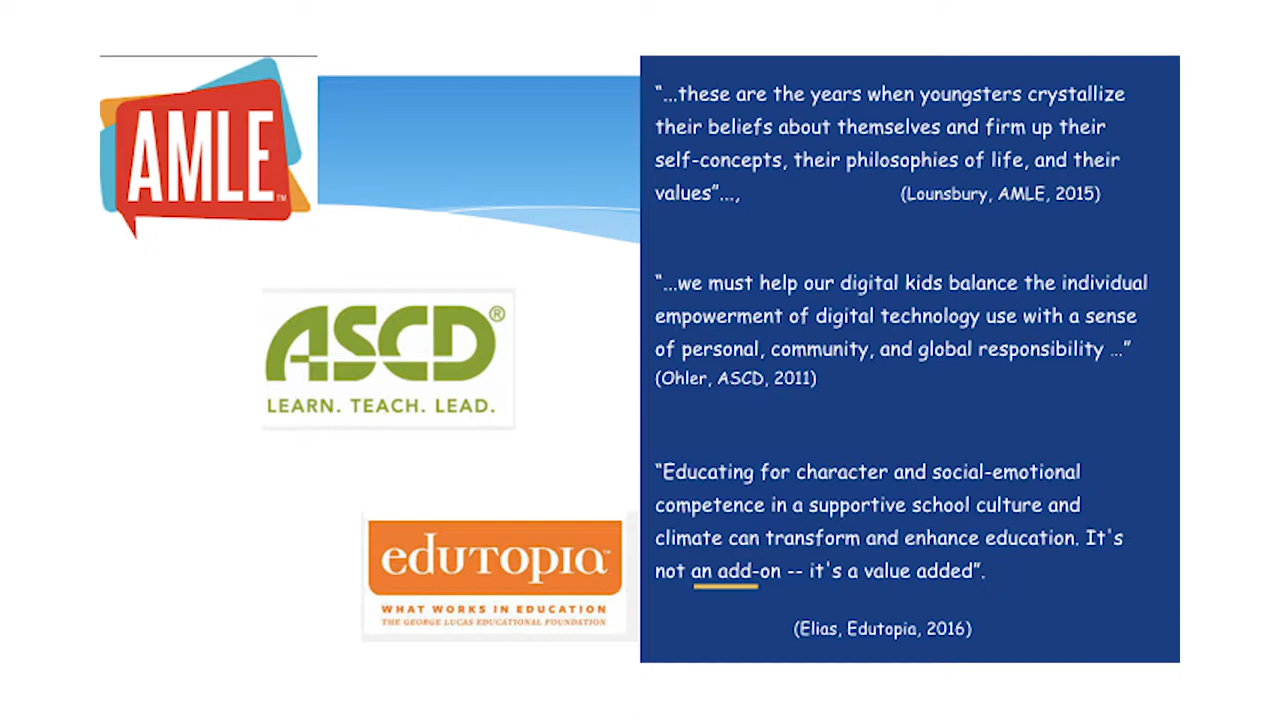 AMLE™
"...these are the years when youngsters crystallize
their beliefs about themselves and firm up their
self-concepts, their philosophies of life, and their
values"..., (Lounsbury, AMLE, 2015)
ASCD®
LEARN. TEACH. LEAD.
"...we must help our digital kids balance the individual
empowerment of digital technology use with a sense
of personal, community, and global responsibility ..."
(Ohler, ASCD, 2011)
edutopia™
WHAT WORKS IN EDUCATION
THE GEORGE LUCAS EDUCATIONAL FOUNDATION
"Educating for character and social-emotional
competence in a supportive school culture and
climate can transform and enhance education. It's
not an add-on -- it's a value added".
(Elias, Edutopia, 2016)